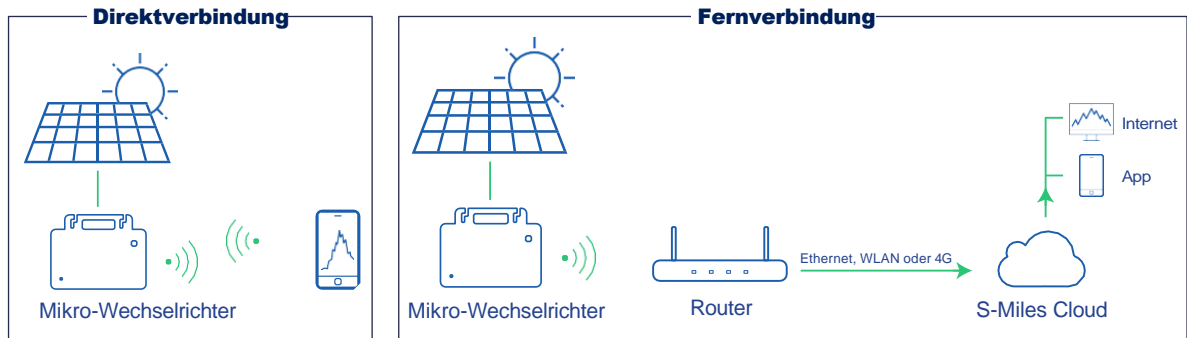 Direktverbindung
Mikro-Wechselrichter
Fernverbindung
Mikro-Wechselrichter
Router
Ethernet, WLAN oder 4G
S-Miles Cloud
Internet
App